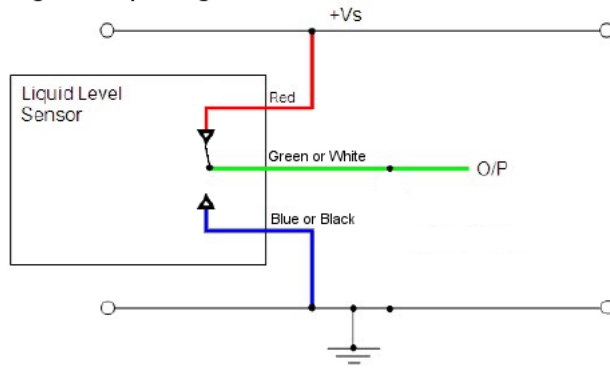 +Vs
Liquid Level
Sensor
Red
Green or White
O/P
Blue or Black